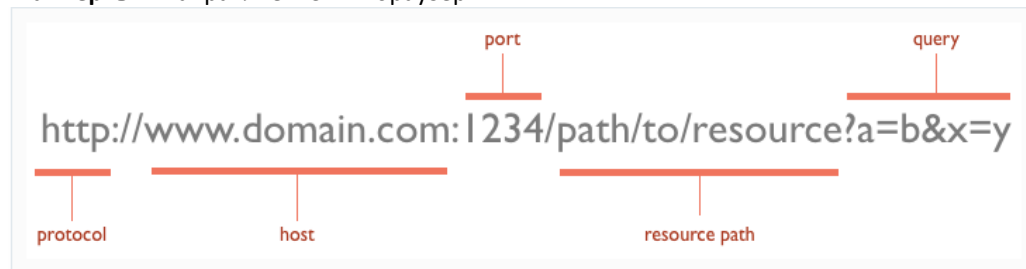 port query
http://www.domain.com:1234/path/to/resource?a=b&x=y
protocol host resource path